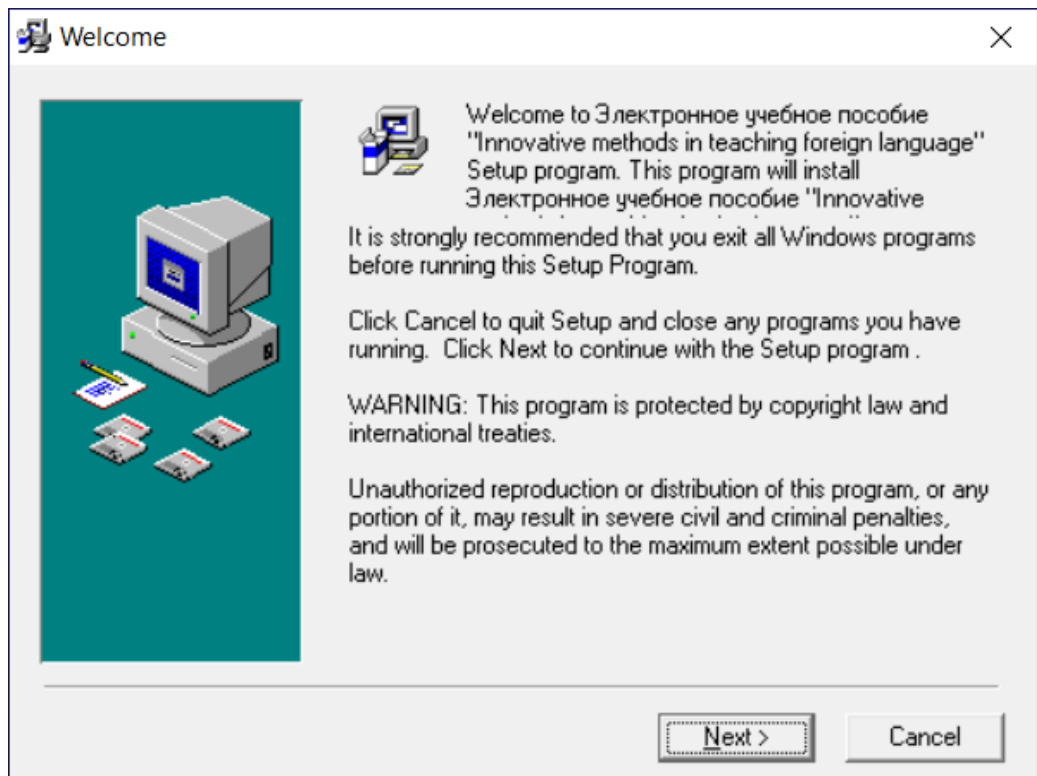 Welcome
Welcome to Электронное учебное пособие
"Innovative methods in teaching foreign language"
Setup program. This program will install
Электронное учебное пособие "Innovative
It is strongly recommended that you exit all Windows programs
before running this Setup Program.
Click Cancel to quit Setup and close any programs you have
running. Click Next to continue with the Setup program .
WARNING: This program is protected by copyright law and
international treaties.
Unauthorized reproduction or distribution of this program, or any
portion of it, may result in severe civil and criminal penalties,
and will be prosecuted to the maximum extent possible under
law.
Next >
Cancel